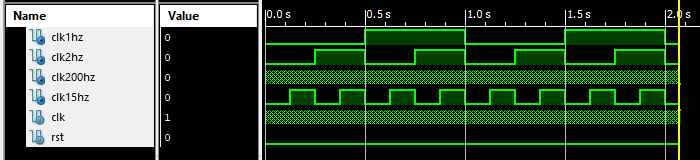 Name Value 0.0 s 0.5 s 1.0 s 1.5 s 2.0 s
clk1hz 0
clk2hz 0
clk200hz 0
clk15hz 0
clk 1
rst 0